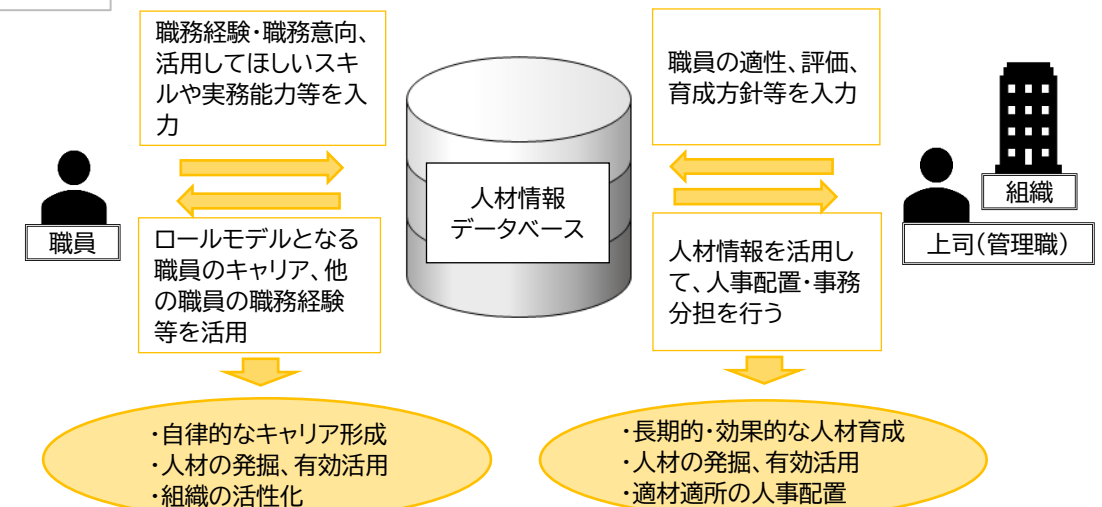 職務経験・職務意向、
活用してほしいスキ
ルや実務能力等を入
力
職員の適性、評価、
育成方針等を入力
人材情報
データベース
職員
組織
上司(管理職)
ロールモデルとなる
職員のキャリア、他
の職員の職務経験
等を活用
人材情報を活用し
て、人事配置・事務
分担を行う
・自律的なキャリア形成
・人材の発掘、有効活用
・組織の活性化
・長期的・効果的な人材育成
・人材の発掘、有効活用
・適材適所の人事配置